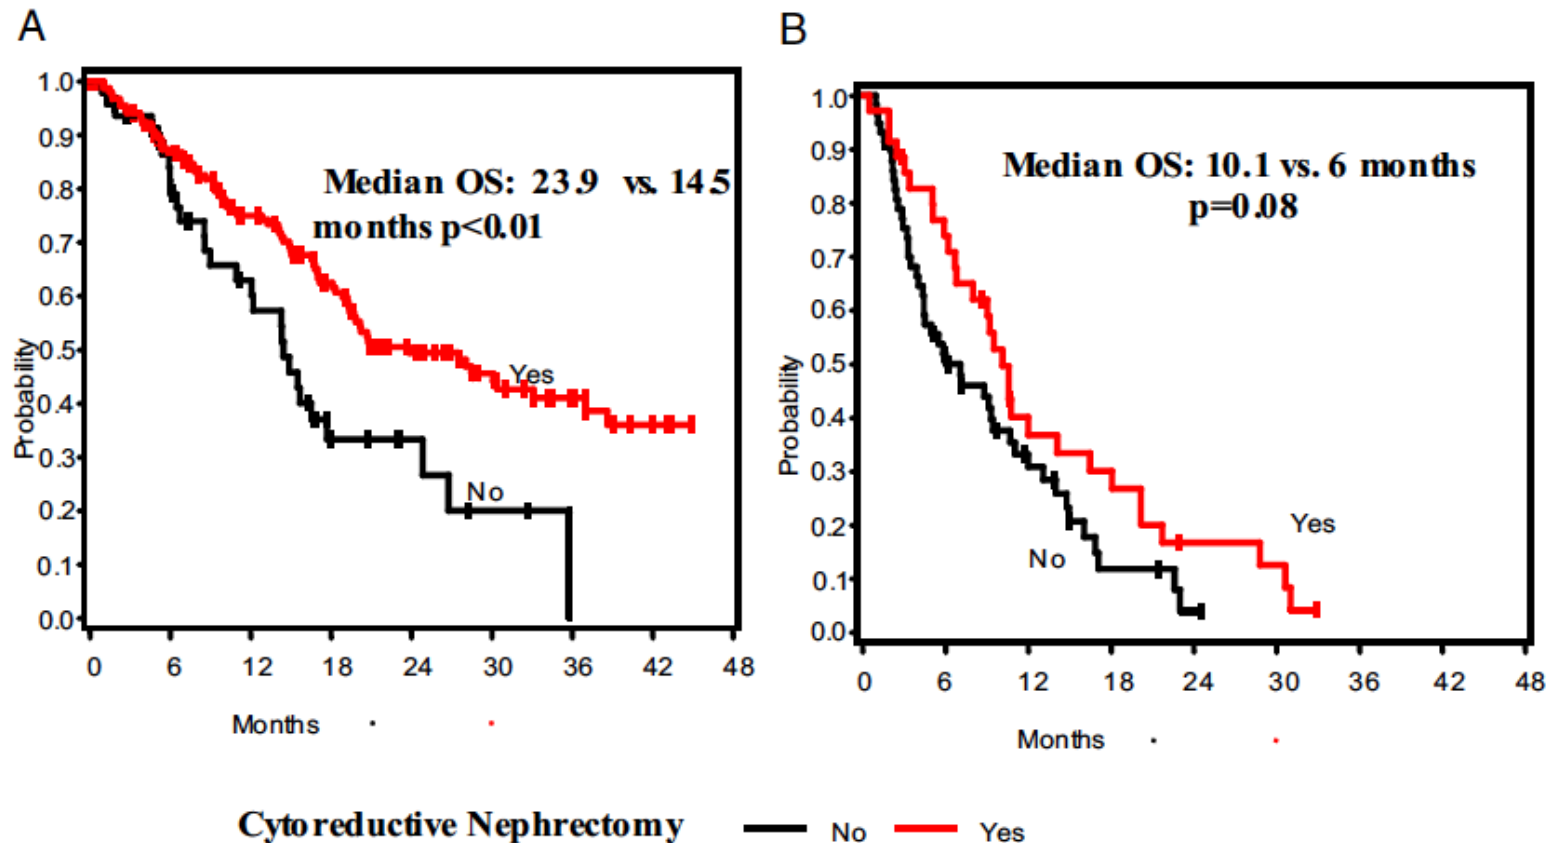 A
B
1.0
0.9
0.8
0.7
0.6
0.5
0.4
0.3
0.2
0.1
0.0
Probability
Median OS: 23.9 vs. 14.5
months p<0.01
Yes
No
0 6 12 18 24 30 36 42 48
Months
1.0
0.9
0.8
0.7
0.6
0.5
0.4
0.3
0.2
0.1
0.0
Probability
Median OS: 10.1 vs. 6 months
p=0.08
Yes
No
0 6 12 18 24 30 36 42 48
Months
Cytoreductive Nephrectomy No Yes